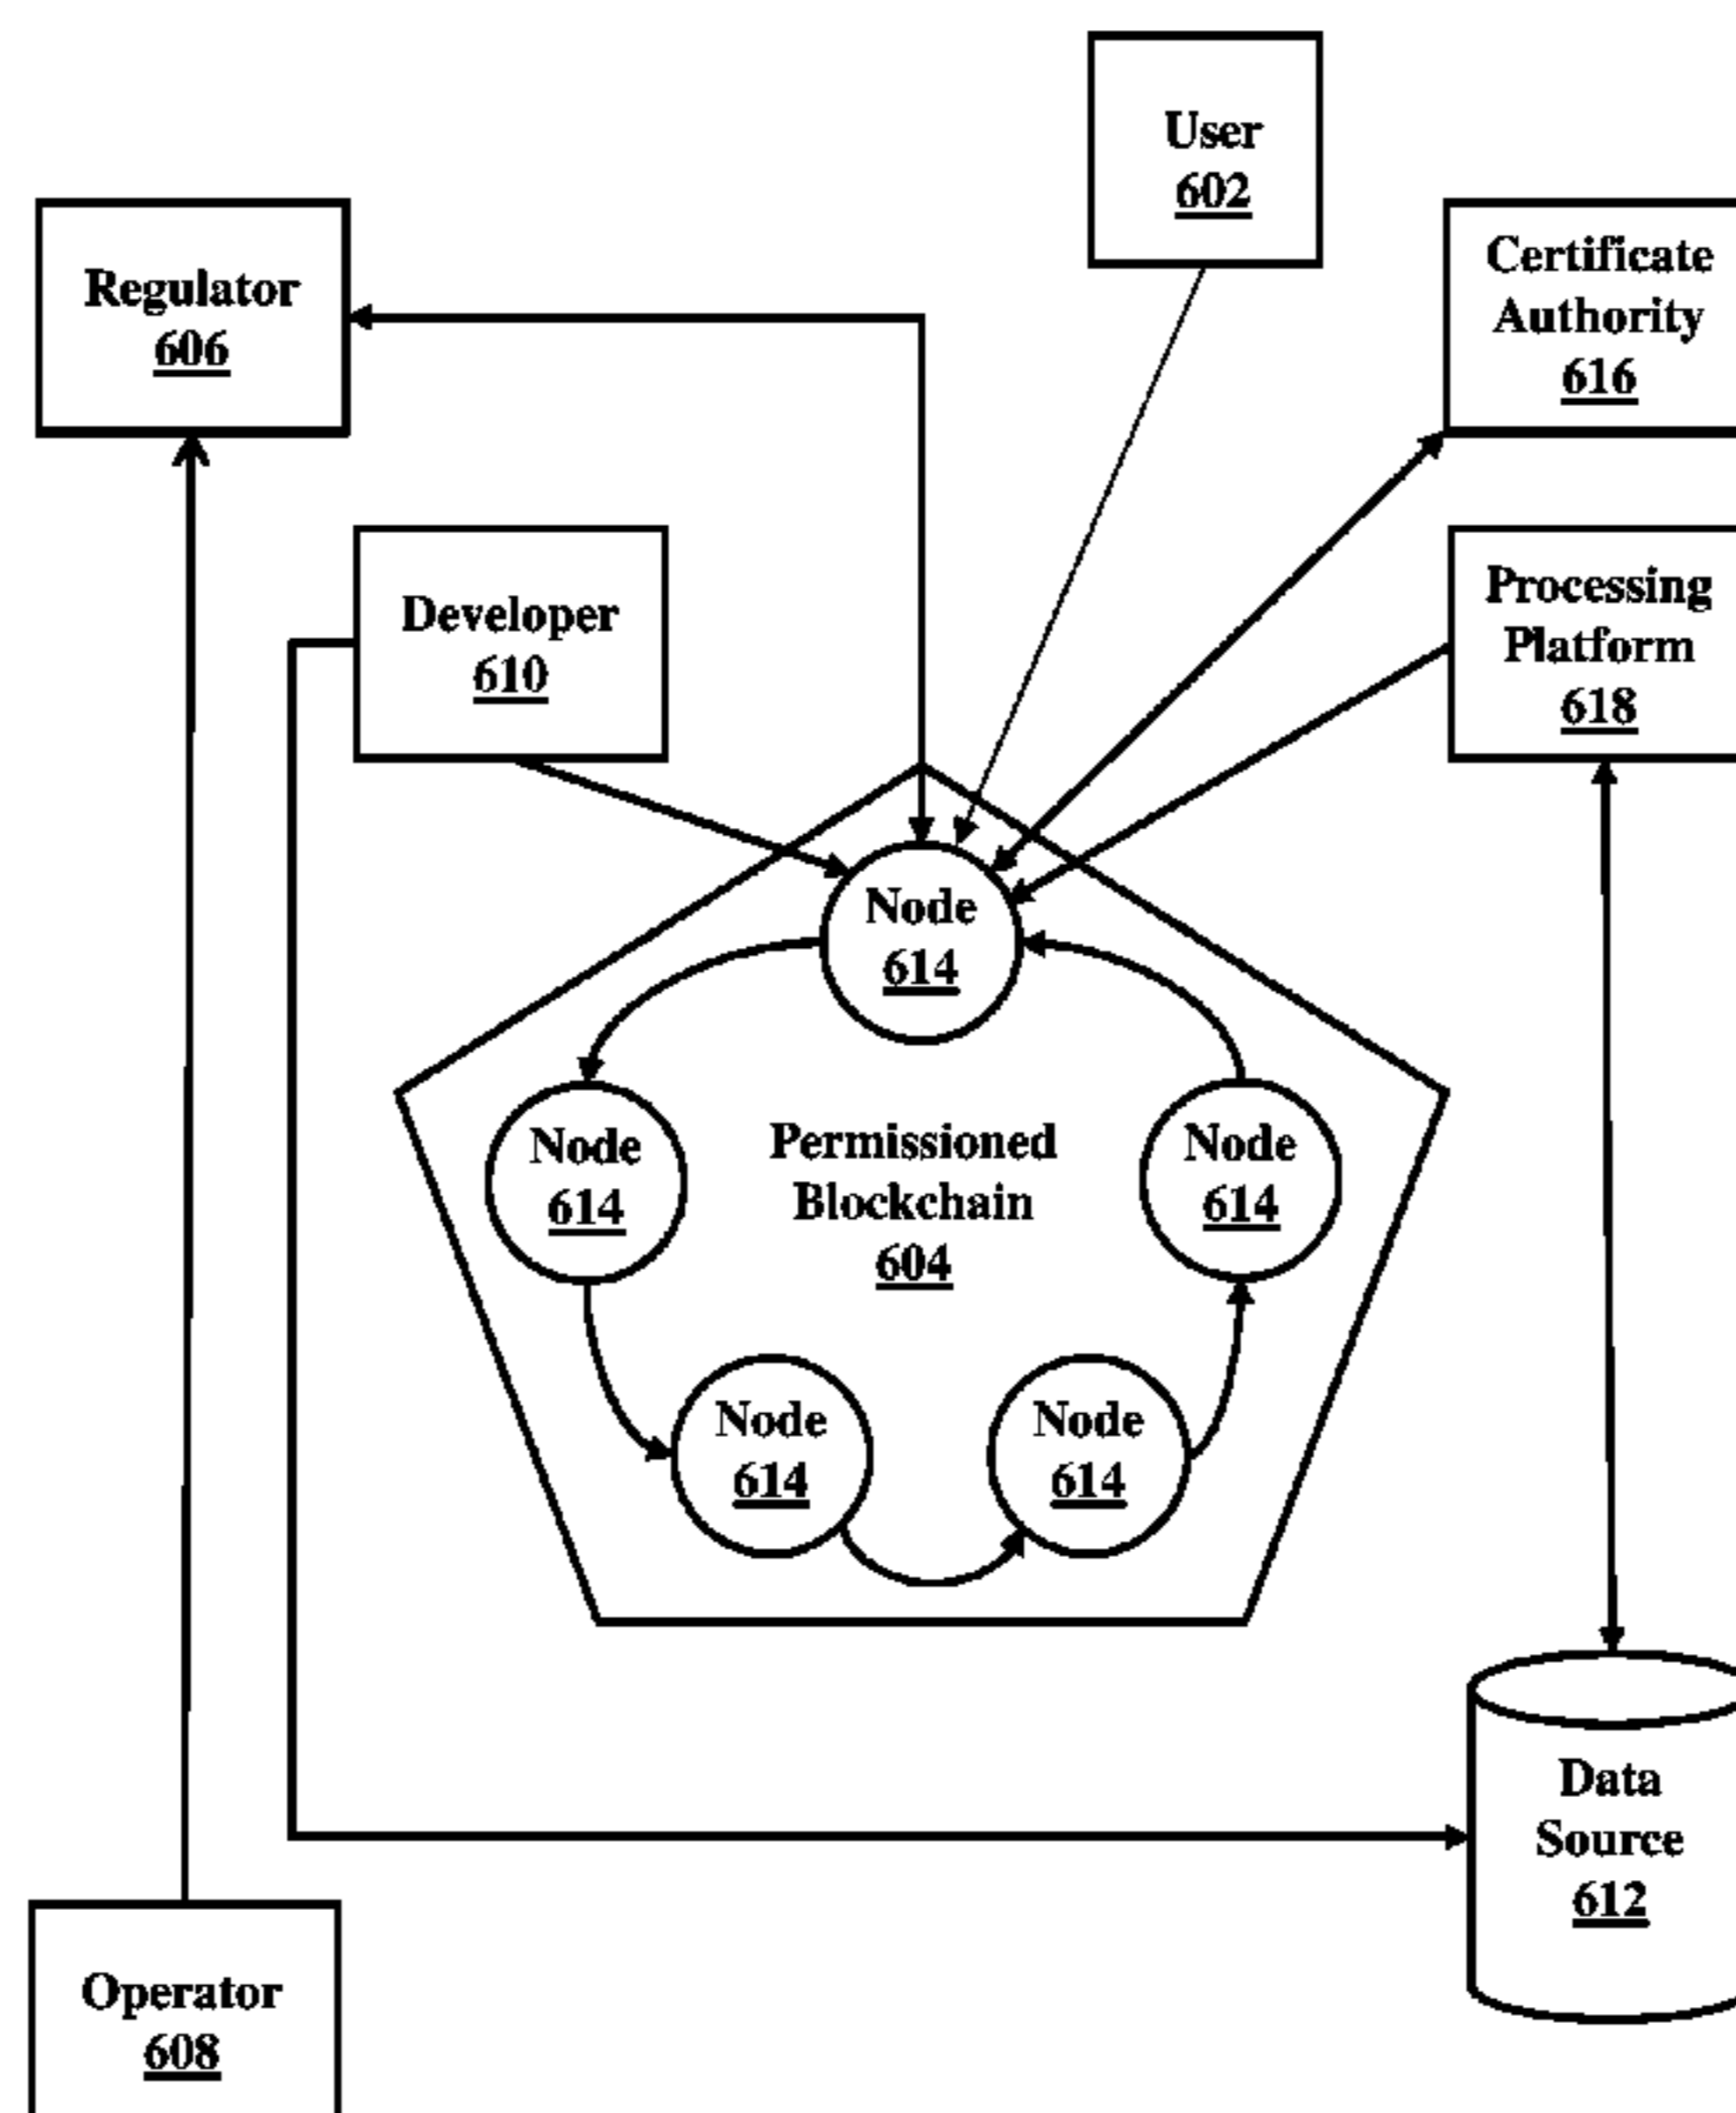 User
602
Regulator
606
Certificate
Authority
616
Developer
610
Processing
Platform
618
Node
614
Node
614
Permissioned
Blockchain
604
Node
614
Node
614
Node
614
Data
Source
612
Operator
608